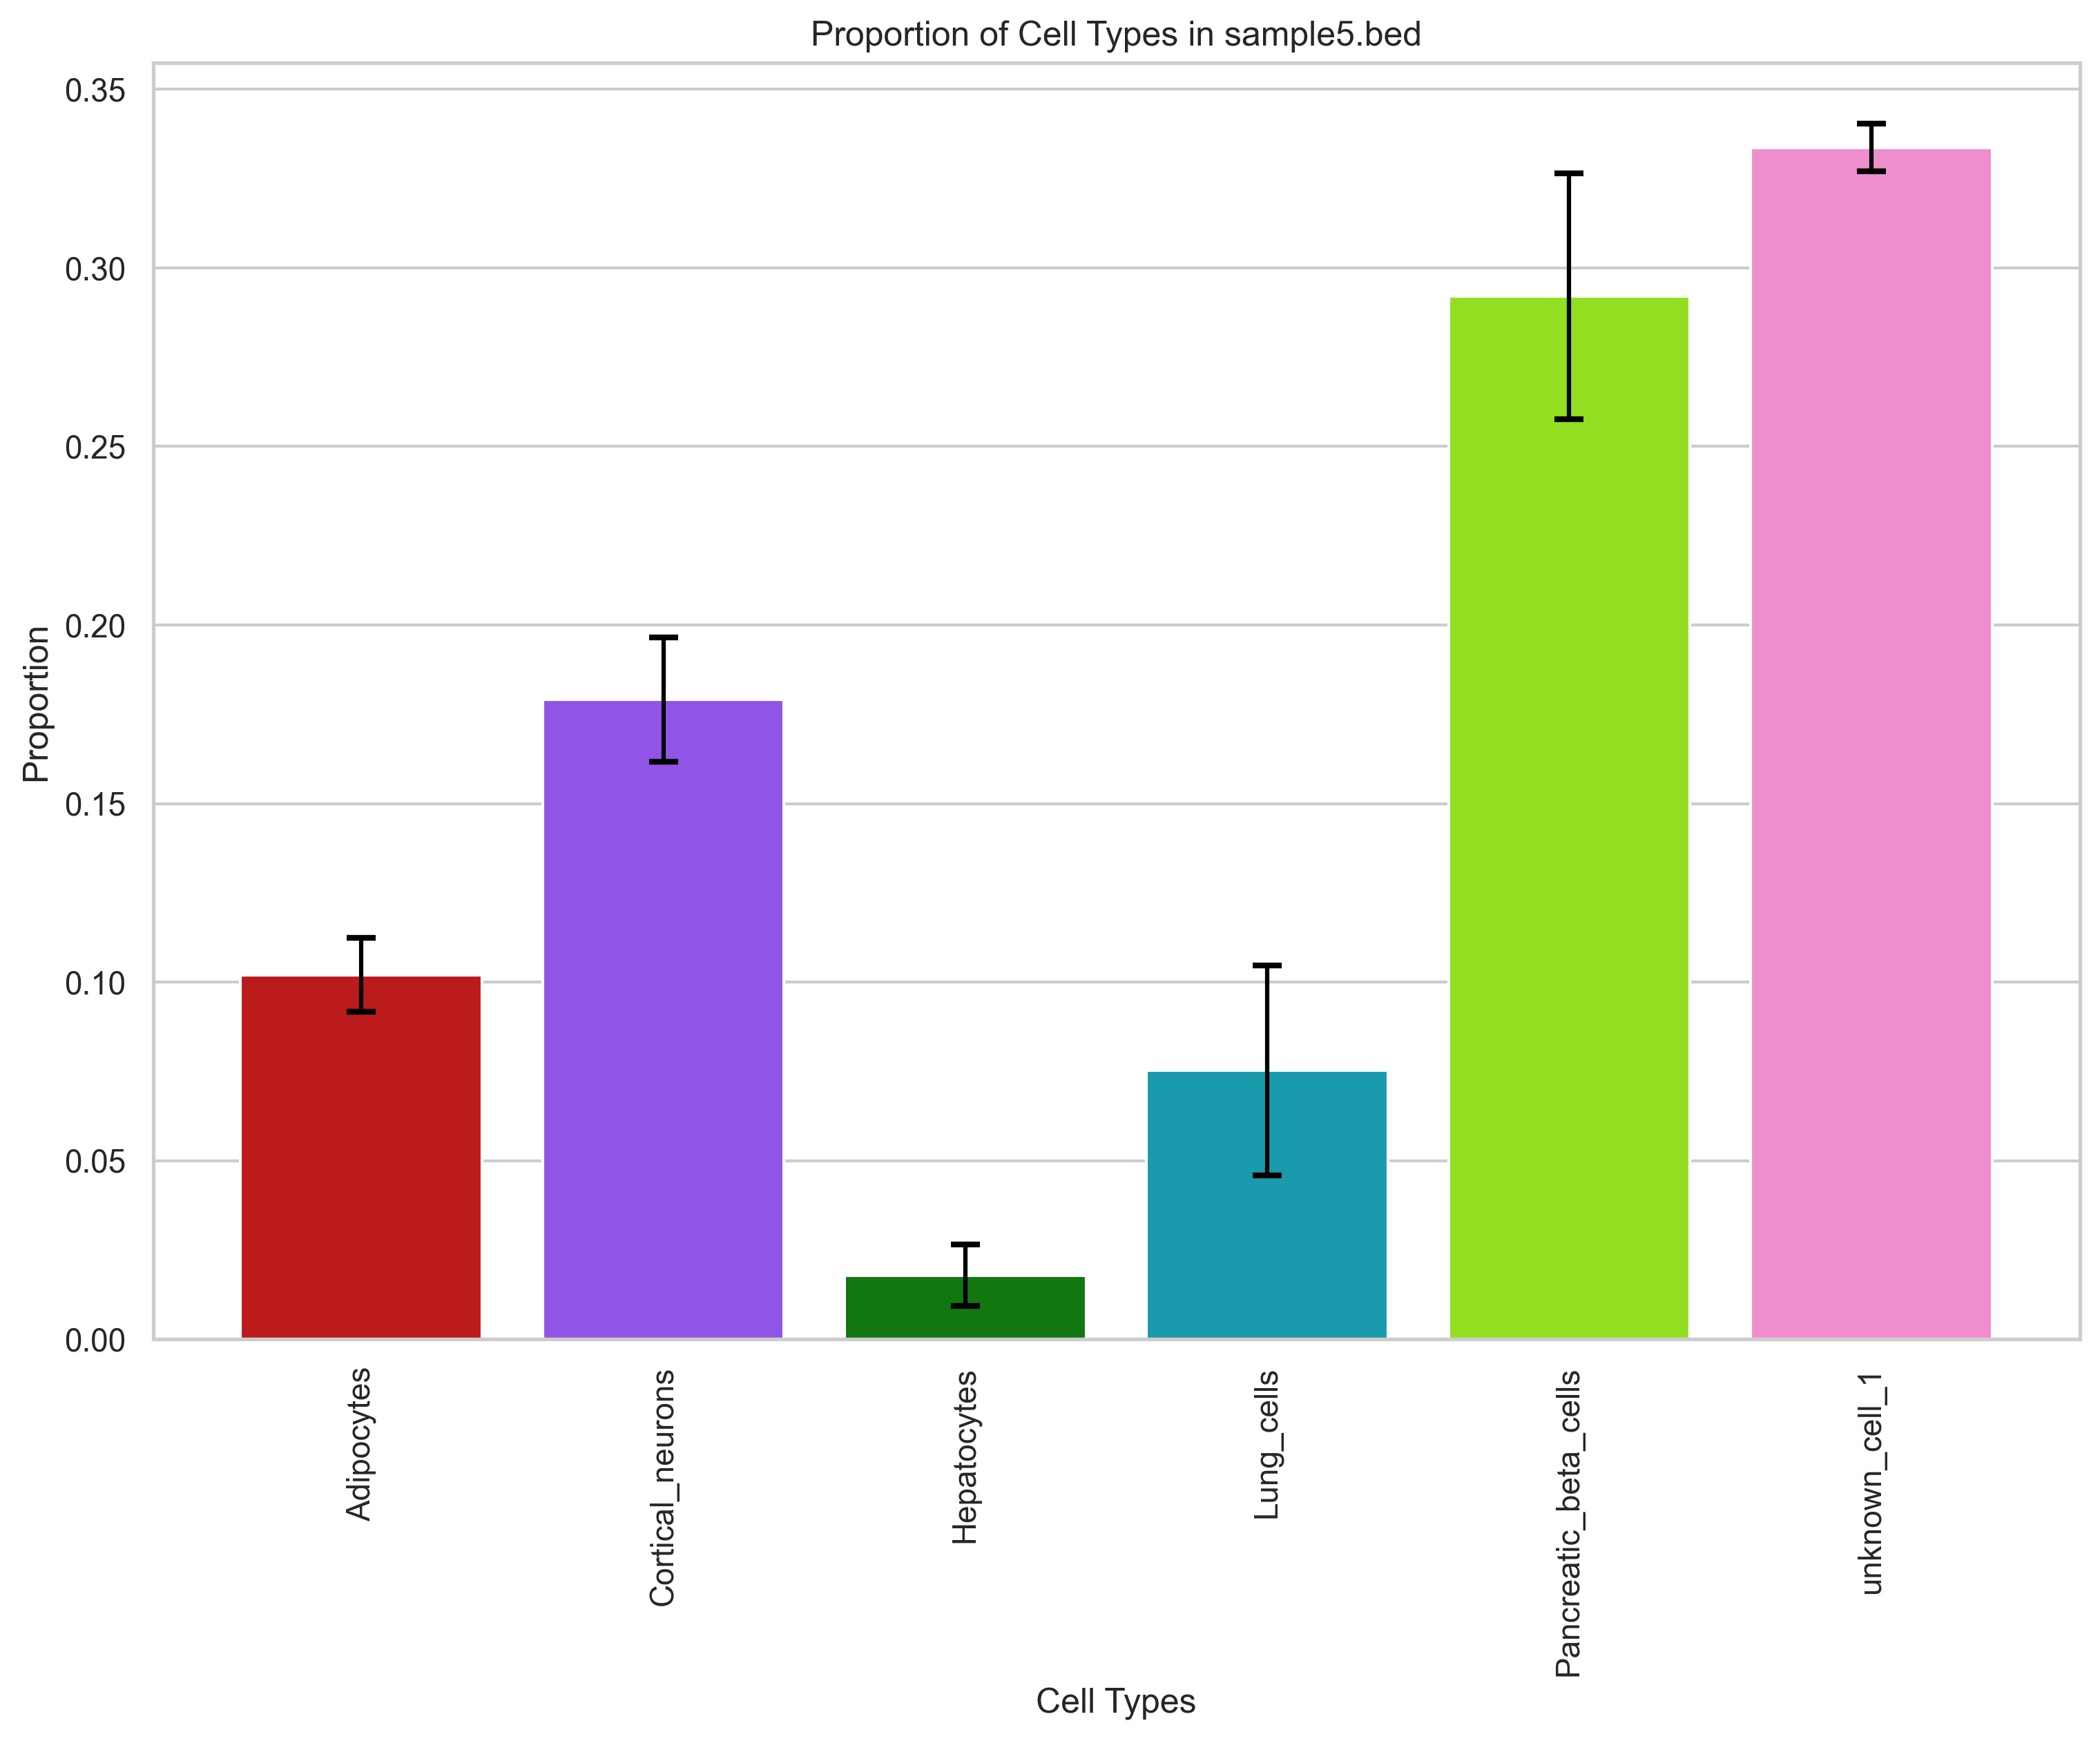 Proportion of Cell Types in sample5.bed
Proportion
0.35
0.30
0.25
0.20
0.15
0.10
0.05
0.00
Adipocytes
Cortical_neurons
Hepatocytes
Lung_cells
Pancreatic_beta_cells
unknown_cell_1
Cell Types